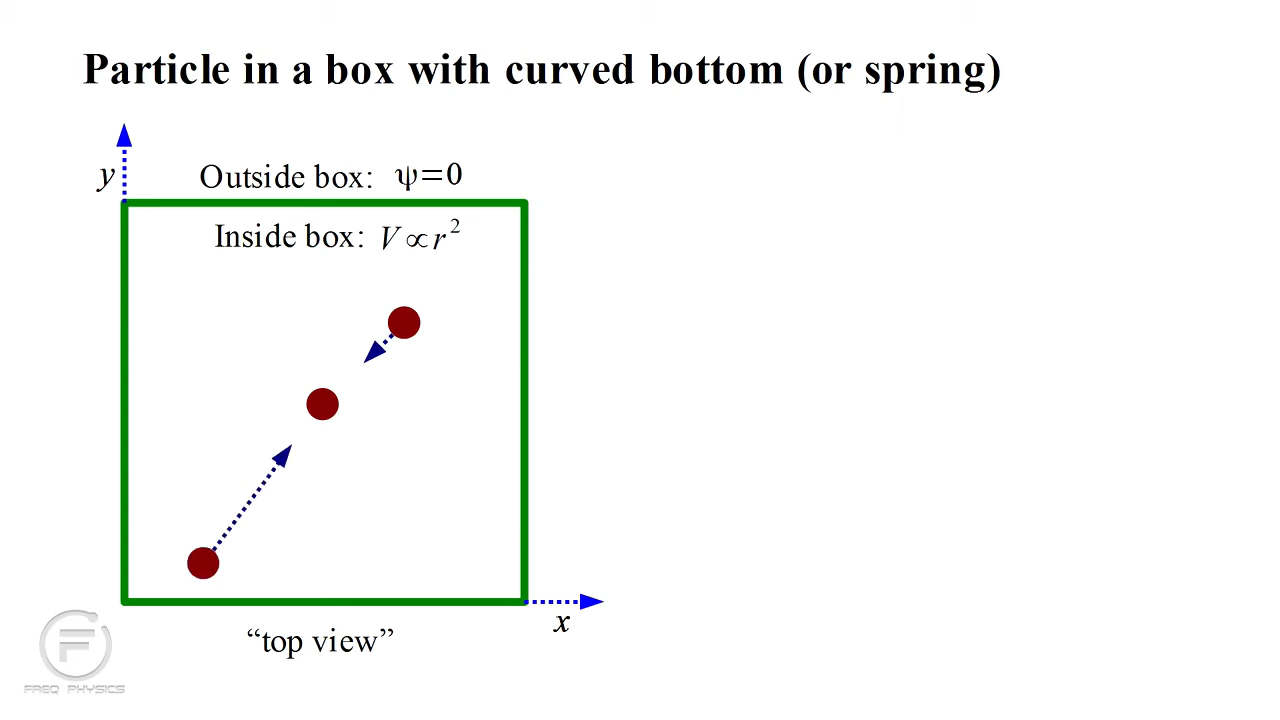 Particle in a box with curved bottom (or spring)
y
Outside box: ψ=0
Inside box: V∝r²
x
“top view”
F
FREQ PHYSICS